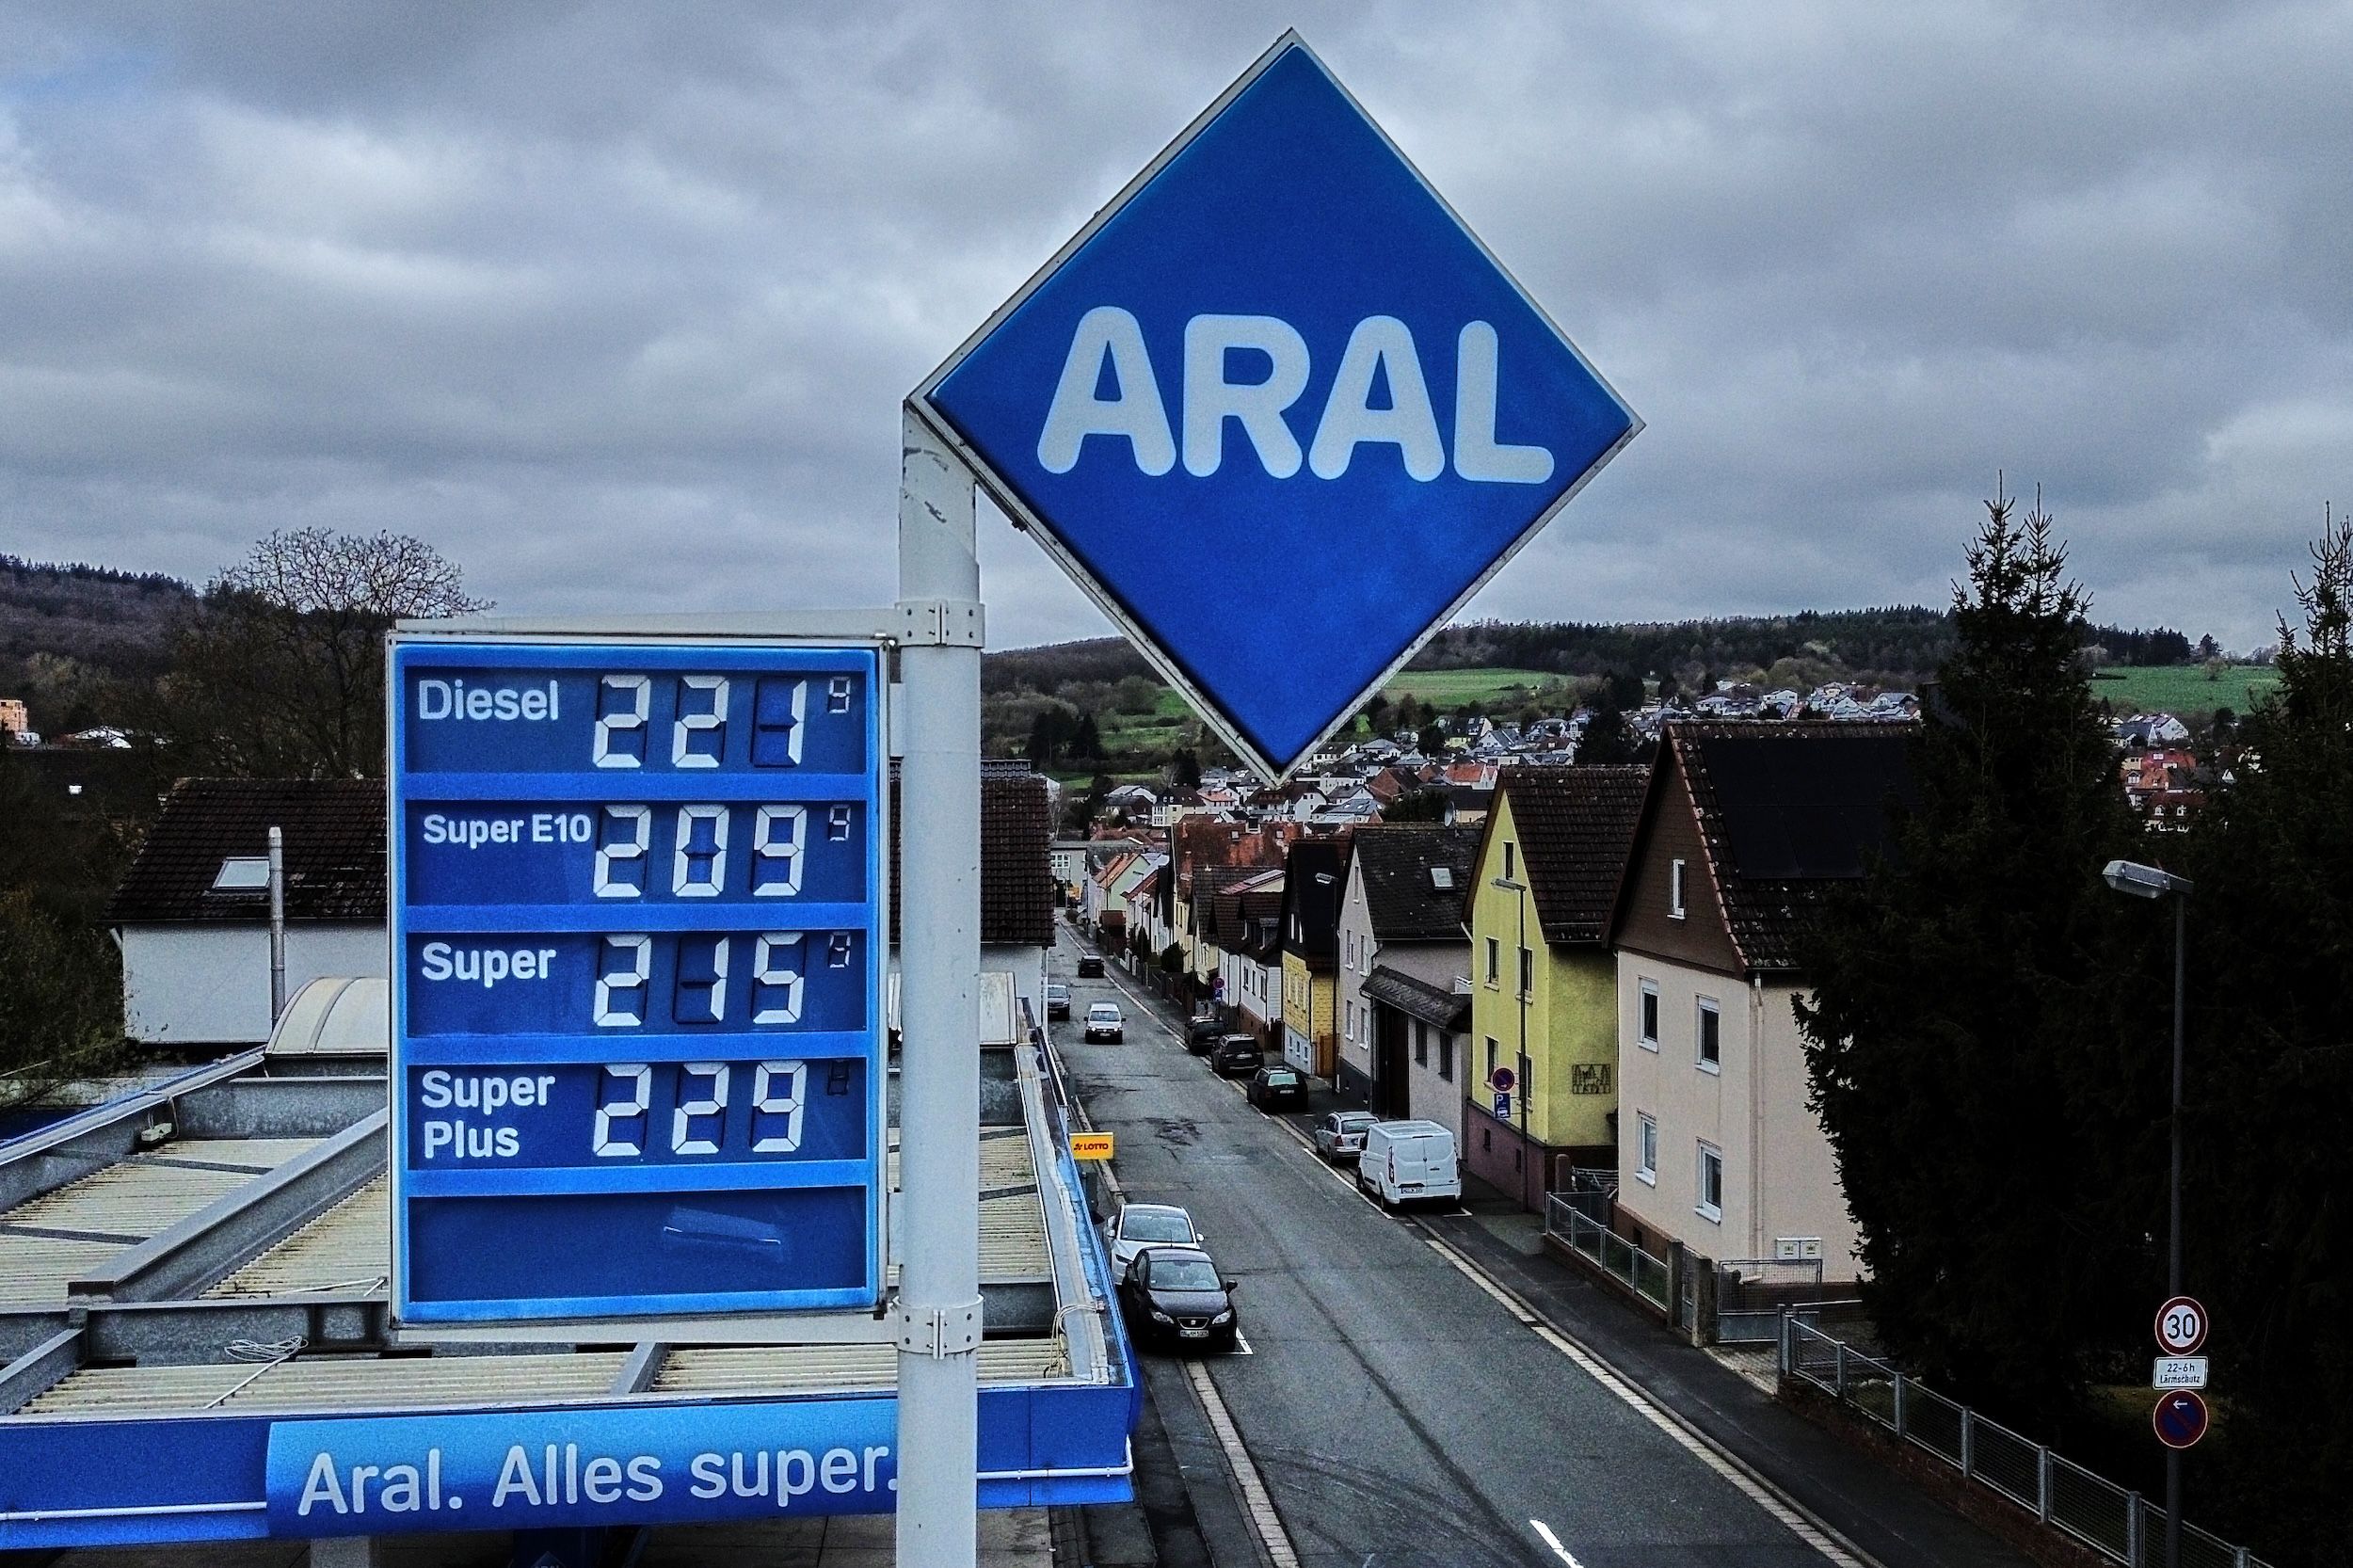 ARAL
Diesel 221 9
Super E10 209 9
Super 215 9
Super
Plus 229
LOTTO
P
30
22-6h
Lärmschutz
Aral. Alles super.